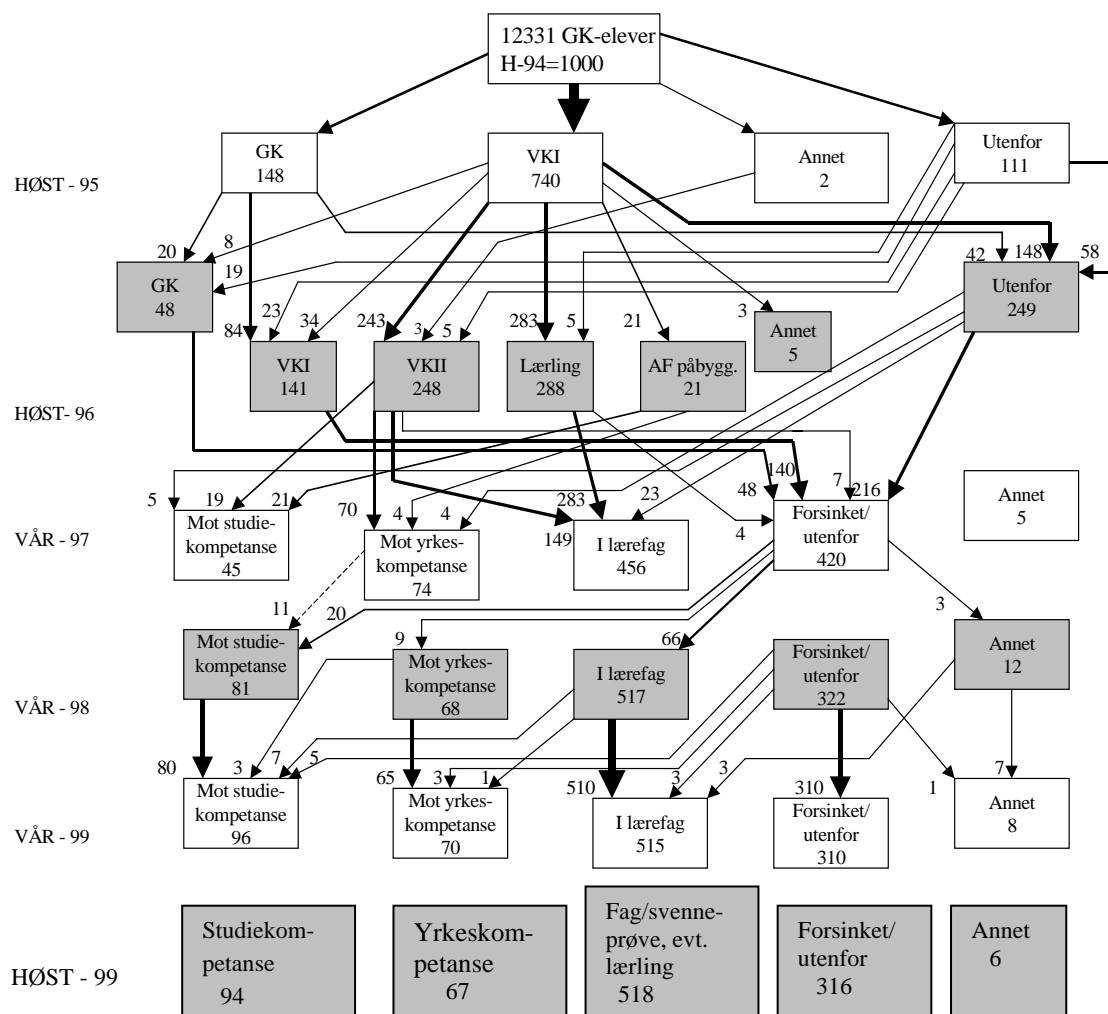 12331 GK-elever
H-94=1000
HØST - 95
GK
148
VKI
740
Annet
2
Utenfor
111
20
8
19
42
148
58
GK
48
Utenfor
249
23
84
34
243
3
5
283
5
21
3
VKI
141
VKII
248
Lærling
288
AF påbygg.
21
Annet
5
HØST- 96
5
19
21
70
4
4
149
283
23
4
48
140
7
216
VÅR - 97
Mot studie-
kompetanse
45
Mot yrkes-
kompetanse
74
I lærefag
456
Forsinket/
utenfor
420
Annet
5
11
20
9
66
3
VÅR - 98
Mot studie-
kompetanse
81
Mot yrkes-
kompetanse
68
I lærefag
517
Forsinket/
utenfor
322
Annet
12
80
3
7
5
65
3
1
510
3
3
310
1
7
VÅR - 99
Mot studie-
kompetanse
96
Mot yrkes-
kompetanse
70
I lærefag
515
Forsinket/
utenfor
310
Annet
8
HØST - 99
Studiekom-
petanse
94
Yrkeskom-
petanse
67
Fag/svenne-
prøve, evt.
lærling
518
Forsinket/
utenfor
316
Annet
6